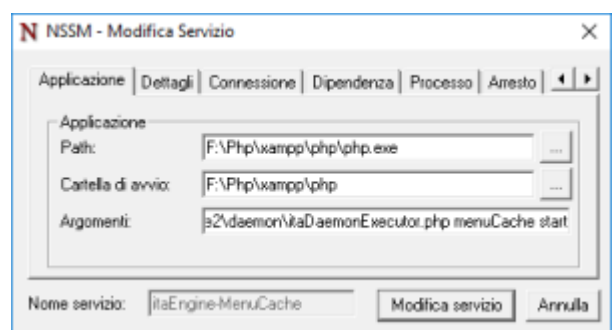 NSSM - Modifica Servizio
Applicazione Dettagli Connessione Dipendenza Processo Arresto
Applicazione
Path: F:\Php\xampp\php\php.exe ...
Cartella di avvio: F:\Php\xampp\php ...
Argomenti: a2\daemon\itaDaemonExecutor.php menuCache start
Nome servizio: itaEngine-MenuCache Modifica servizio Annulla